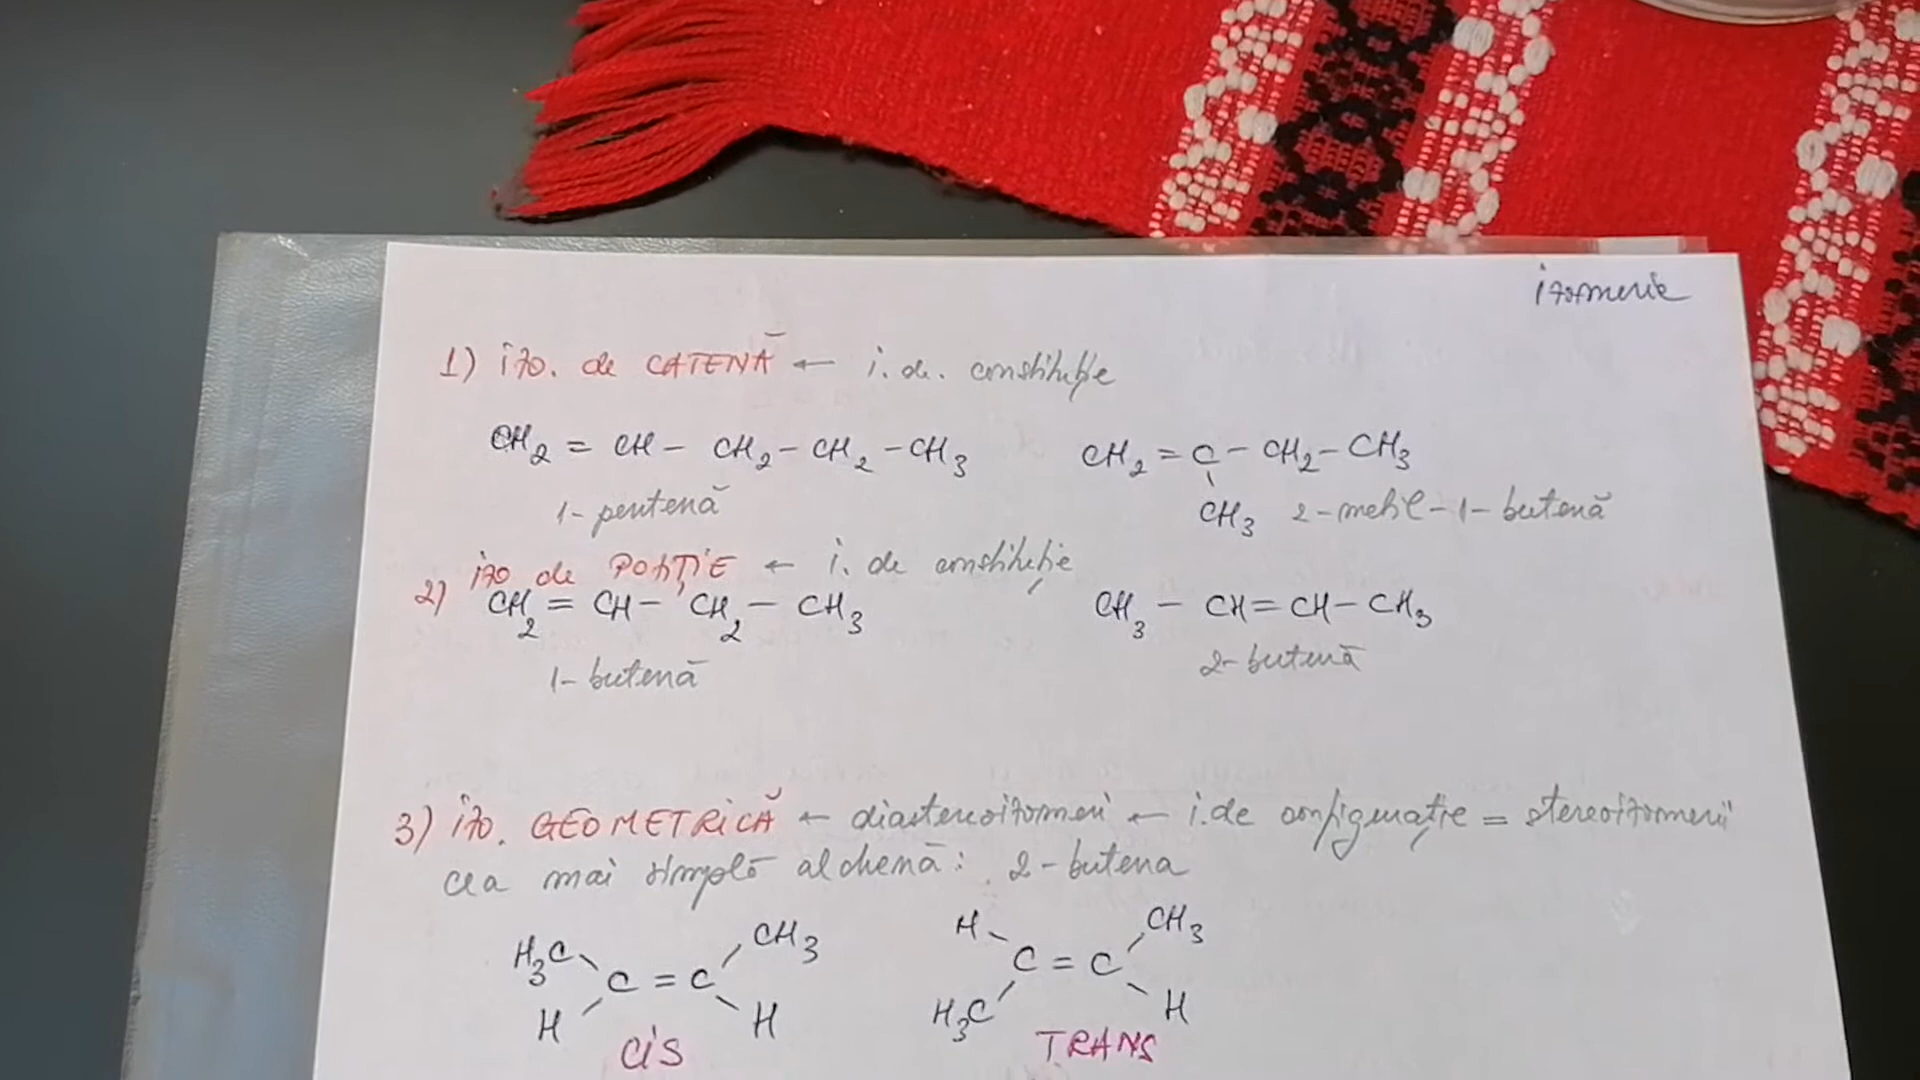 izomerie
1) izo. de CATENĂ ← i. de. constituție
CH2 = CH – CH2 – CH2 – CH3 CH2 = C – CH2 – CH3
1- pentenă CH3 2-metil-1-butenă
2) izo de POZIȚIE ← i. de constituție
CH2 = CH – CH2 – CH3 CH3 – CH = CH – CH3
1- butenă 2-butenă
3) izo. GEOMETRICĂ ← diastereoizomeri ← i. de configurație = stereoizomerii
cea mai simplă alchenă: 2-butena
H3C CH3 H CH3
C = C C = C
H H H3C H
CIS TRANS